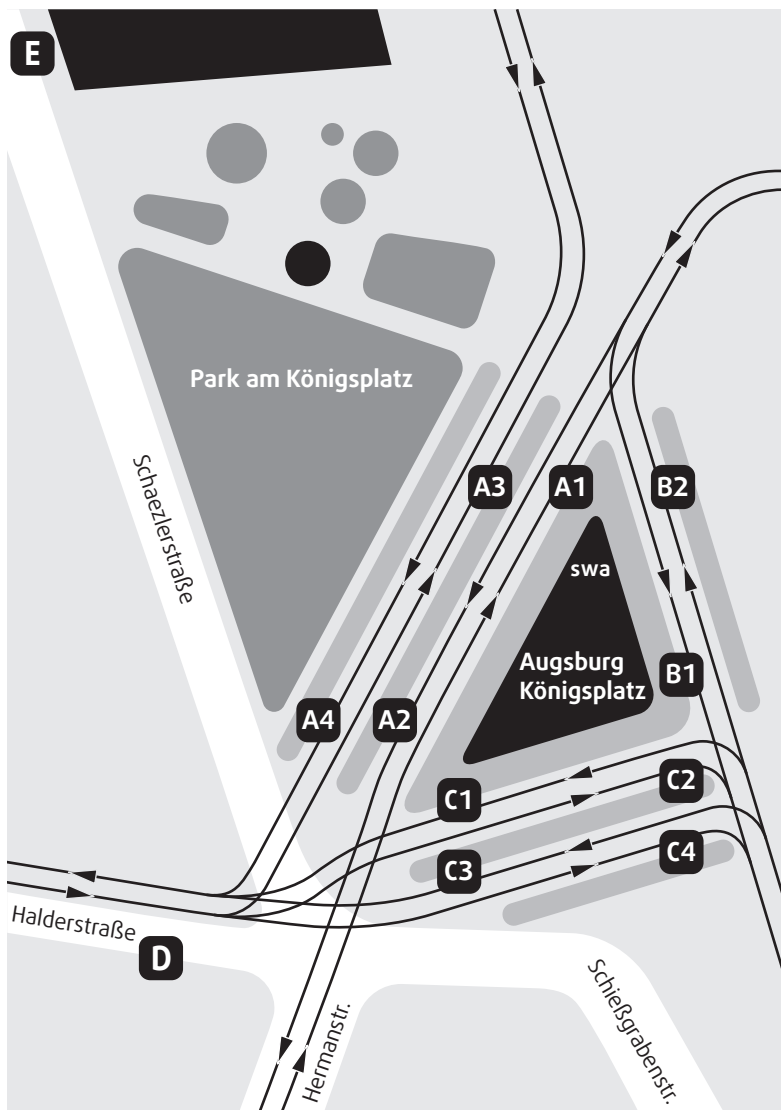 E
Park am Königsplatz
Schaezlerstraße
A3
A1
B2
swa
Augsburg
Königsplatz
B1
A4
A2
C1
C2
C3
C4
Halderstraße
D
Hermanstr.
Schießgrabenstr.